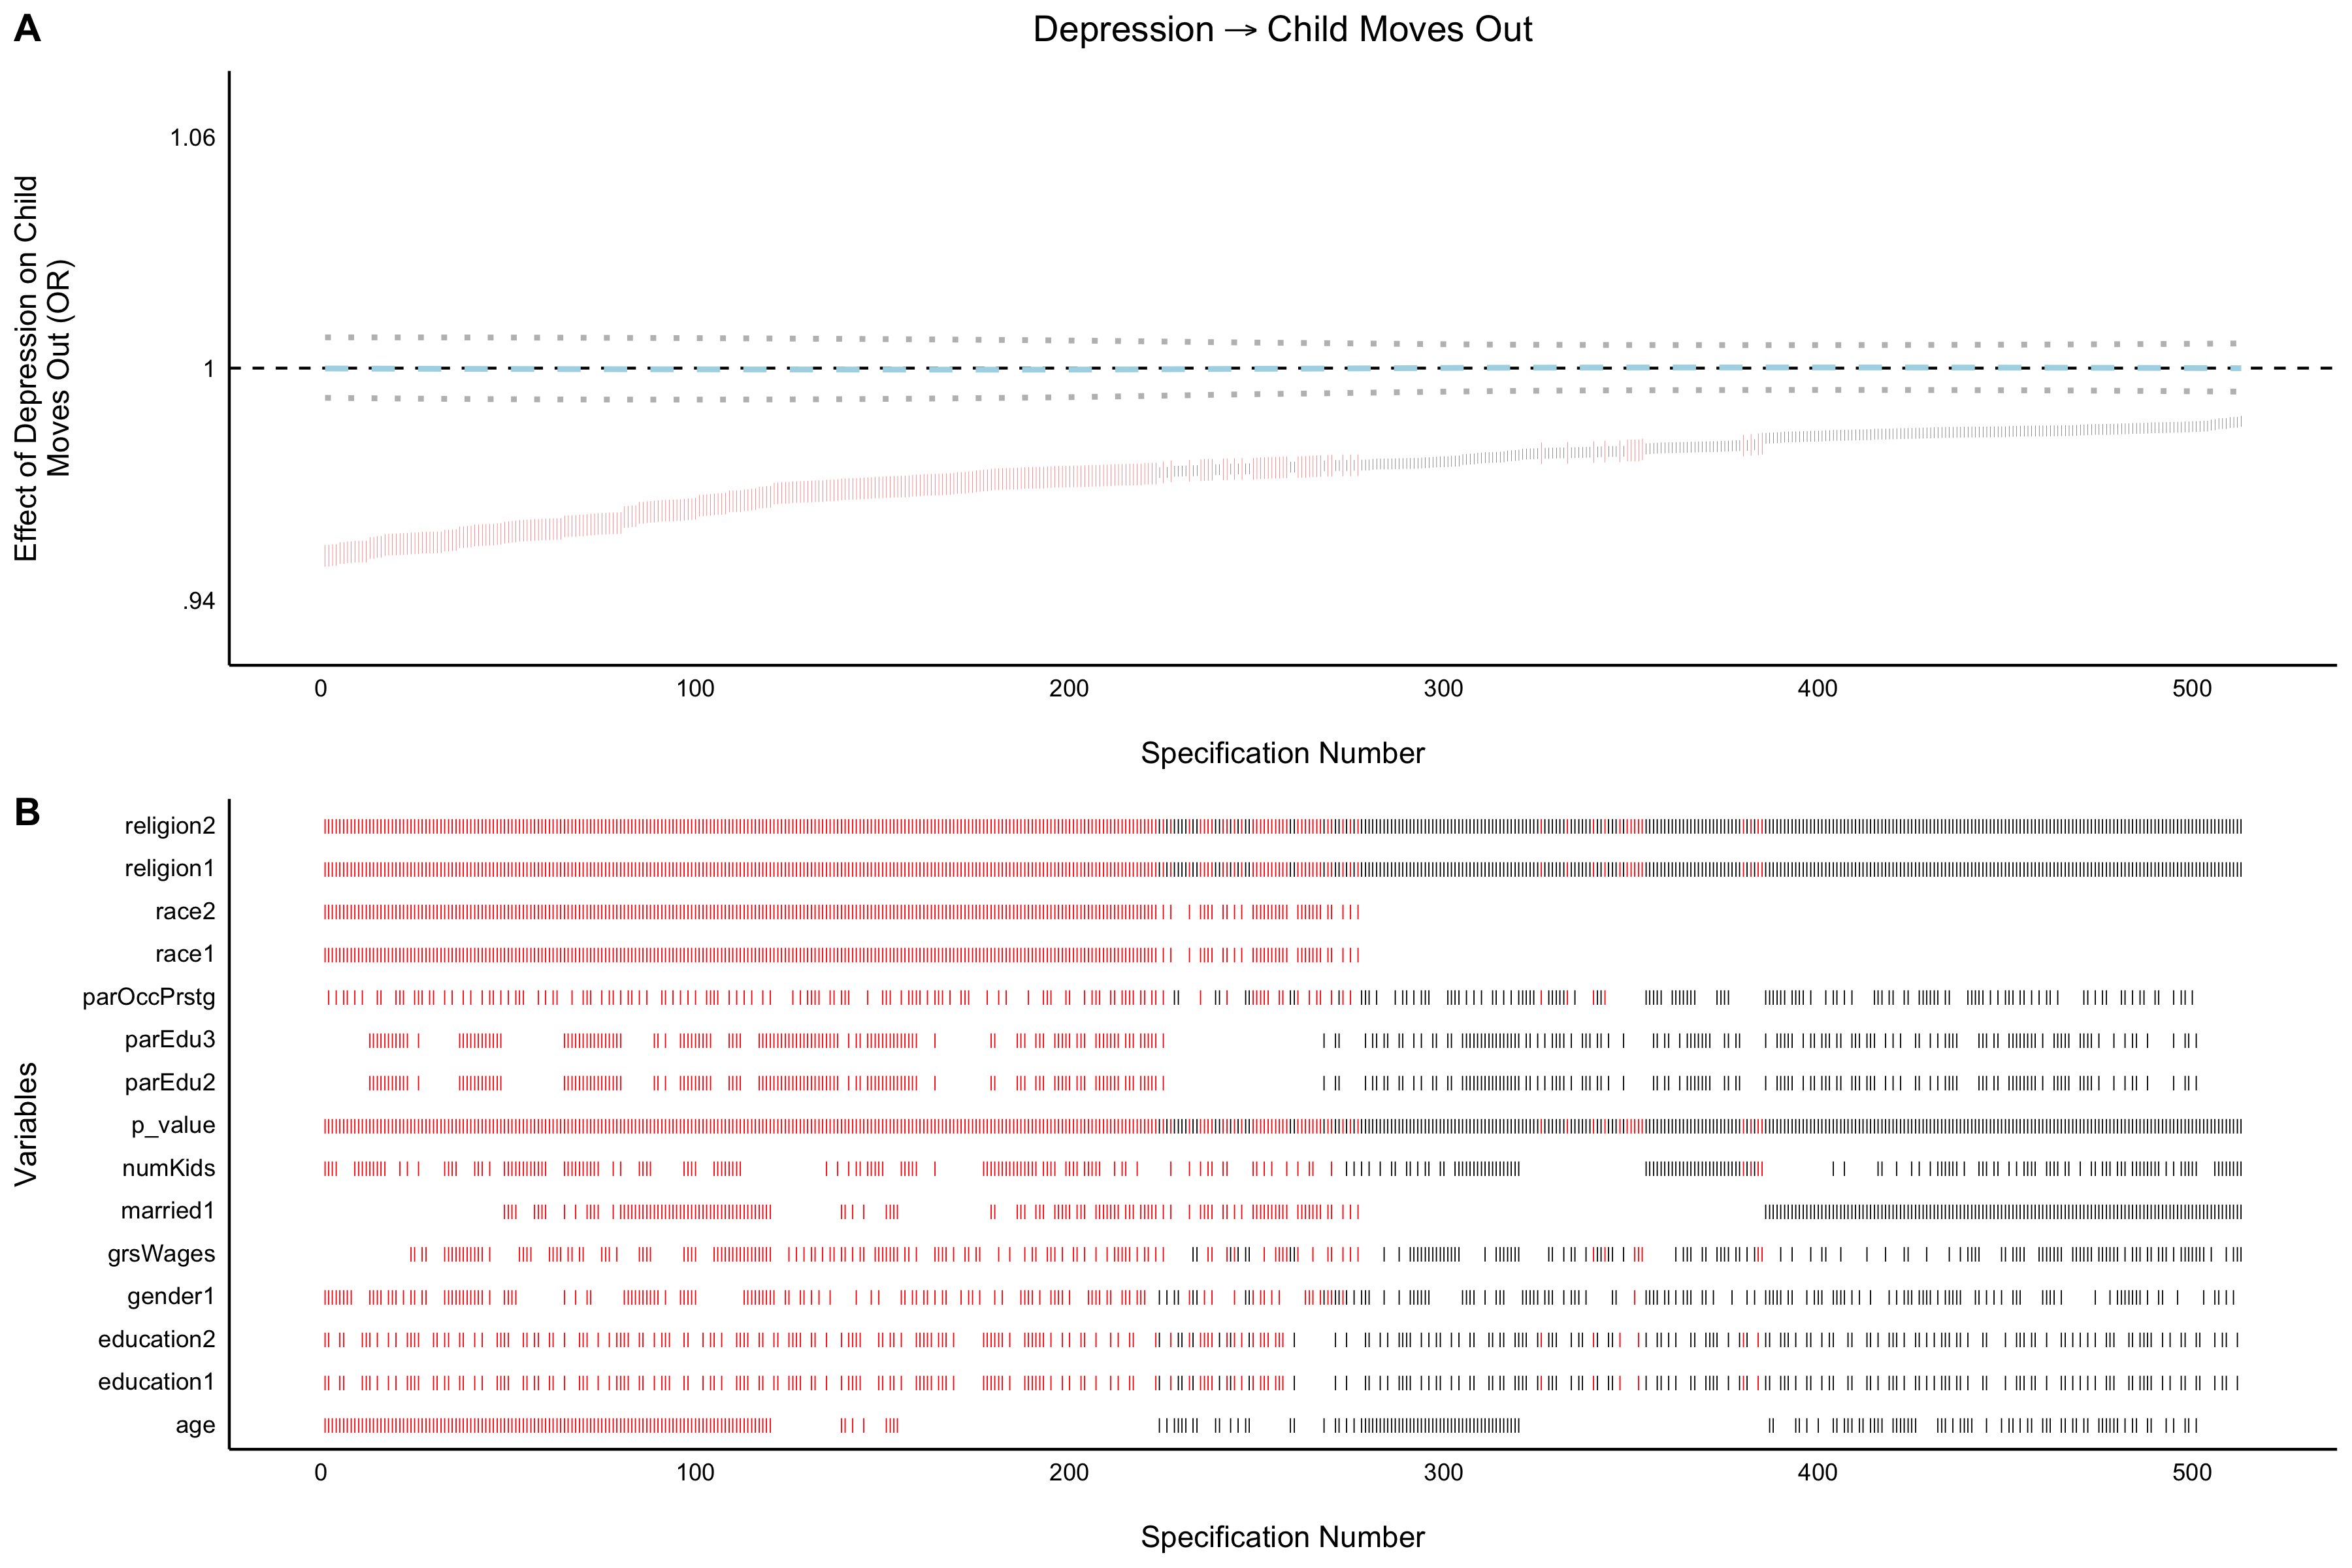 A
Depression → Child Moves Out
Effect of Depression on Child
Moves Out (OR)
1.06
1
.94
0 100 200 300 400 500
Specification Number
B
Variables
religion2
religion1
race2
race1
parOccPrstg
parEdu3
parEdu2
p_value
numKids
married1
grsWages
gender1
education2
education1
age
0 100 200 300 400 500
Specification Number